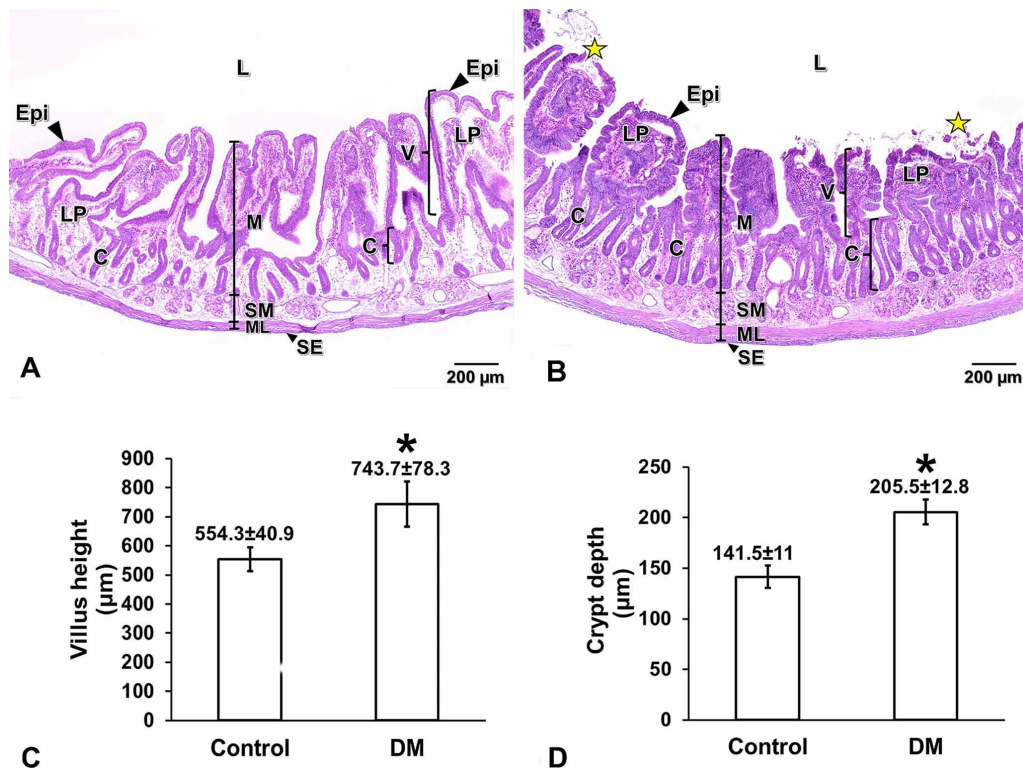 L
Epi
Epi
LP
V
LP
M
C
C
SM
ML
SE
A
200 µm
L
Epi
LP
LP
V
C
M
C
C
SM
ML
SE
B
200 µm
Villus height
(µm)
900
800
700
600
500
400
300
200
100
0
554.3±40.9
*
743.7±78.3
Control
DM
C
Crypt depth
(µm)
250
200
150
100
50
0
141.5±11
*
205.5±12.8
Control
DM
D